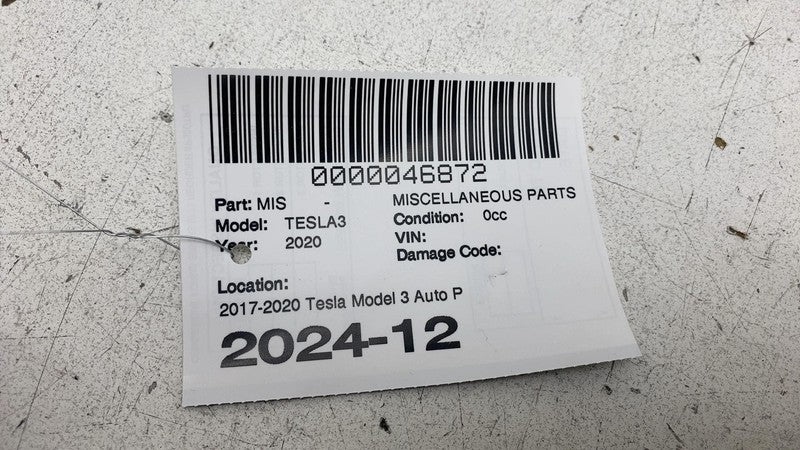 0000046872
Part: MIS - MISCELLANEOUS PARTS
Model: TESLA3 Condition: 0cc
Year: 2020 VIN:
Damage Code:
Location:
2017-2020 Tesla Model 3 Auto P
2024-12